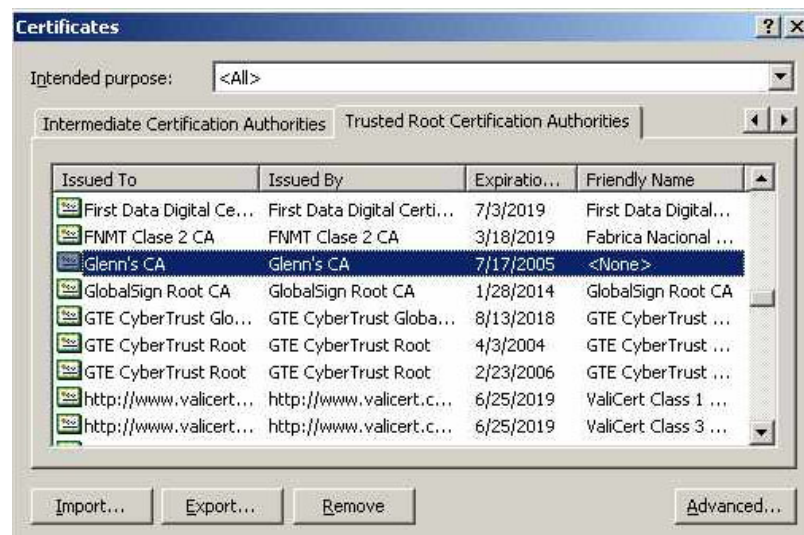 Certificates
Intended purpose: <All>
Intermediate Certification Authorities Trusted Root Certification Authorities
Issued To Issued By Expiratio... Friendly Name
First Data Digital Ce... First Data Digital Certi... 7/3/2019 First Data Digital...
FNMT Clase 2 CA FNMT Clase 2 CA 3/18/2019 Fabrica Nacional ...
Glenn's CA Glenn's CA 7/17/2005 <None>
GlobalSign Root CA GlobalSign Root CA 1/28/2014 GlobalSign Root CA
GTE CyberTrust Glo... GTE CyberTrust Globa... 8/13/2018 GTE CyberTrust ...
GTE CyberTrust Root GTE CyberTrust Root 4/3/2004 GTE CyberTrust ...
GTE CyberTrust Root GTE CyberTrust Root 2/23/2006 GTE CyberTrust ...
http://www.valicert... http://www.valicert.c... 6/25/2019 ValiCert Class 1 ...
http://www.valicert... http://www.valicert.c... 6/25/2019 ValiCert Class 3 ...
Import... Export... Remove Advanced...